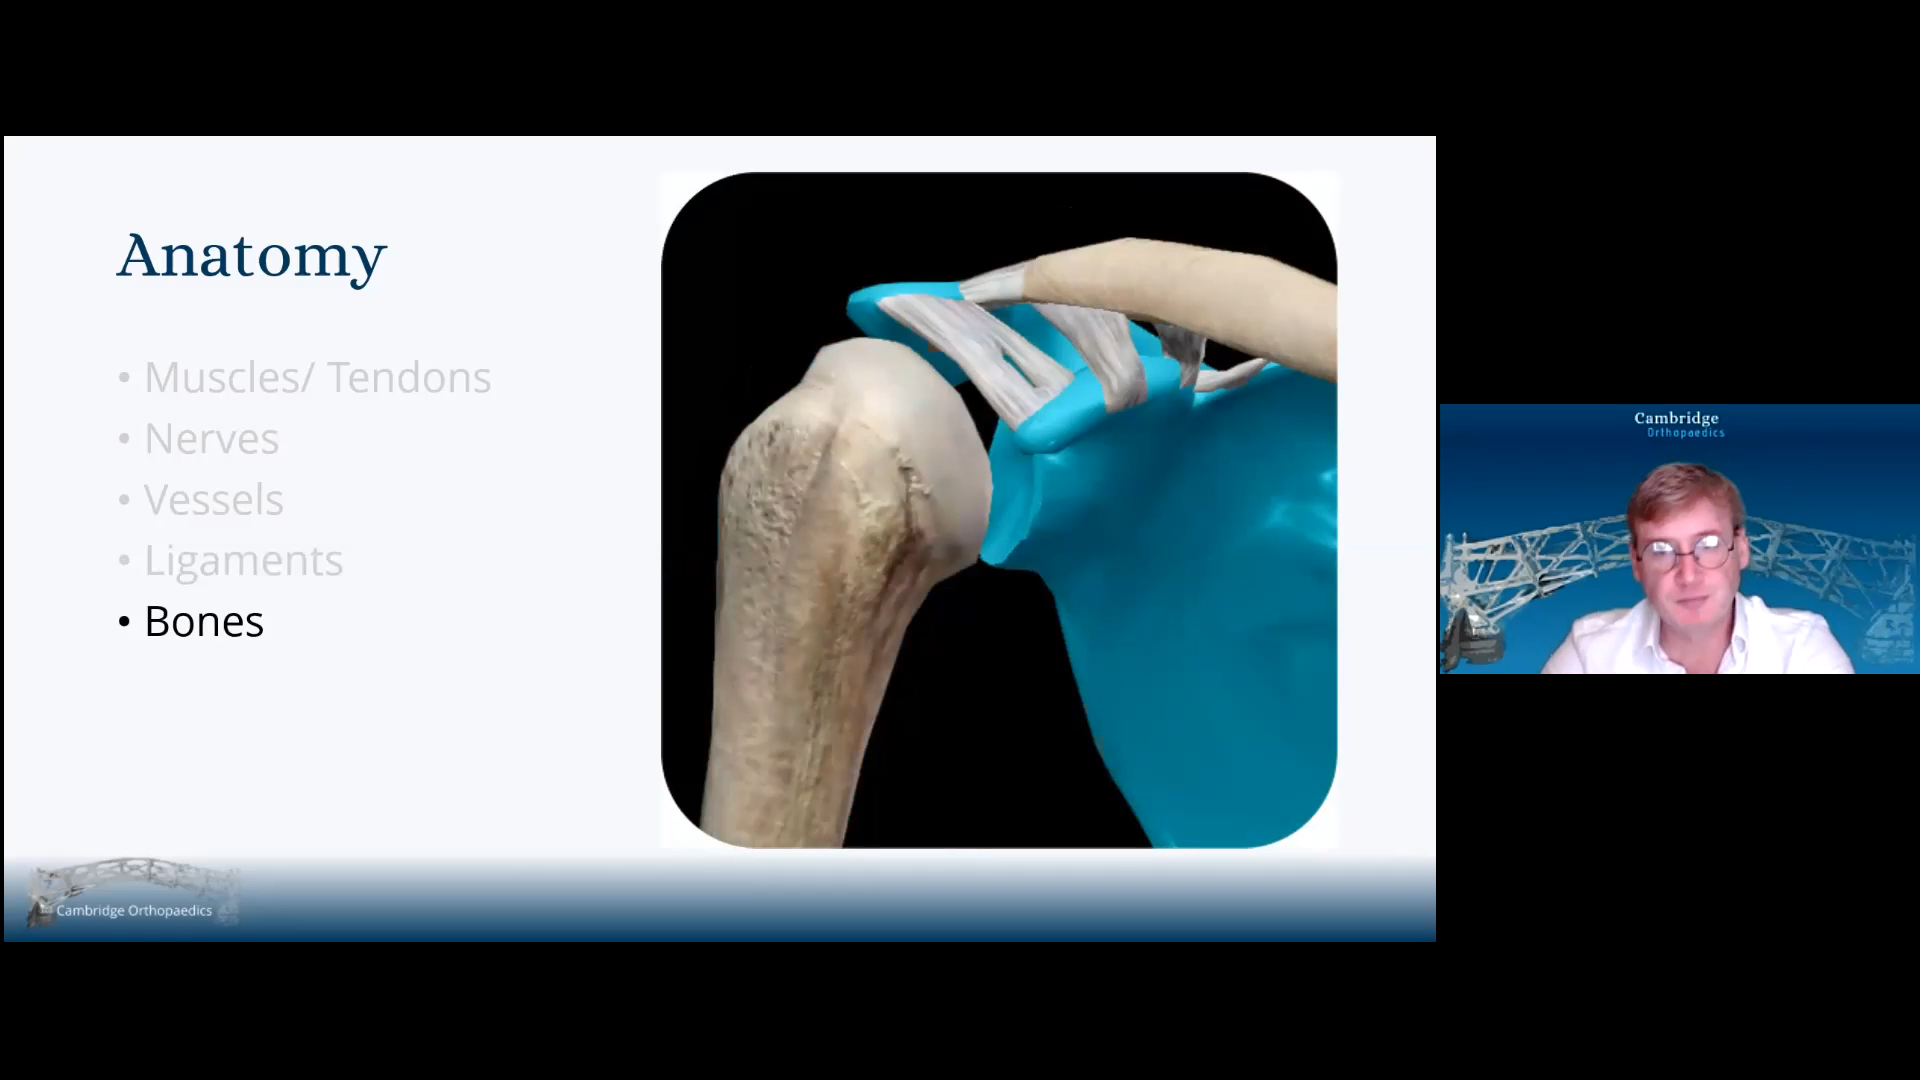 Anatomy
• Muscles/ Tendons
• Nerves
• Vessels
• Ligaments
• Bones
Cambridge Orthopaedics
Cambridge
Orthopaedics